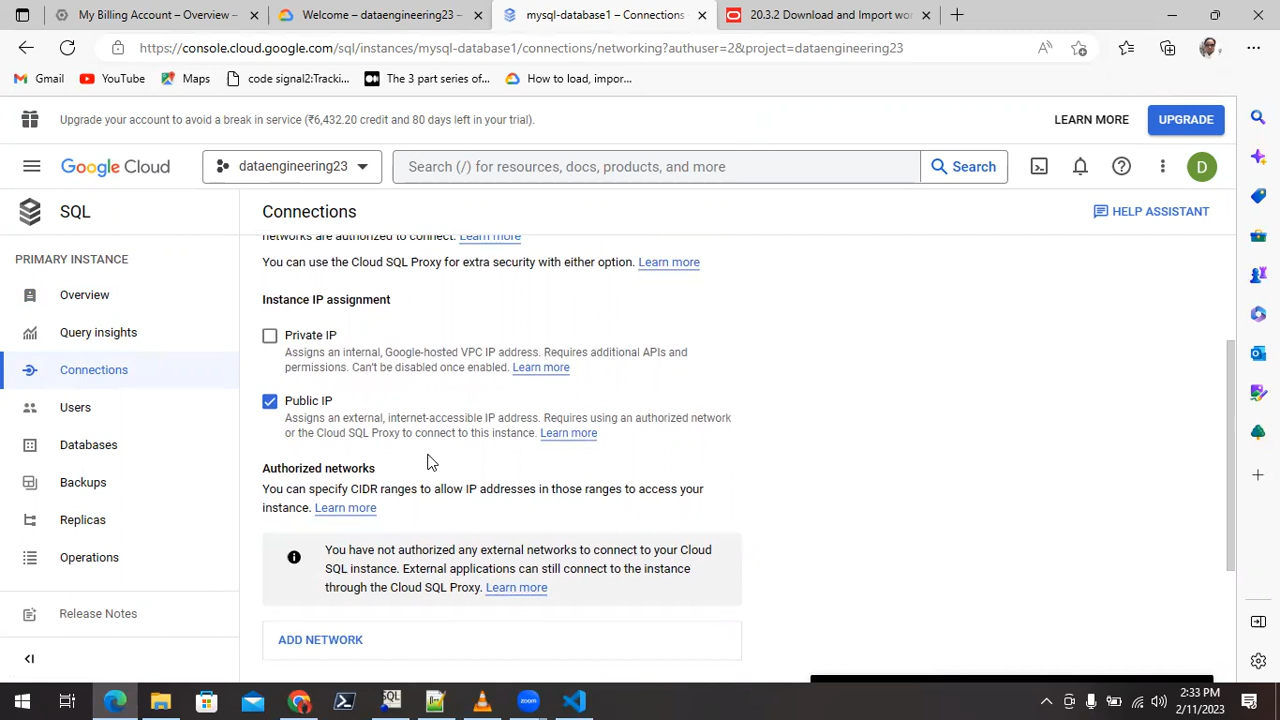 My Billing Account – Overview –
Welcome – dataengineering23 –
mysql-database1 – Connections
20.3.2 Download and Import wor
https://console.cloud.google.com/sql/instances/mysql-database1/connections/networking?authuser=2&project=dataengineering23
Gmail
YouTube
Maps
code signal2:Tracki...
The 3 part series of...
How to load, impor...
Upgrade your account to avoid a break in service (₹6,432.20 credit and 80 days left in your trial).
LEARN MORE
UPGRADE
Google Cloud
dataengineering23
Search (/) for resources, docs, products, and more
Search
D
SQL
Connections
HELP ASSISTANT
networks are authorized to connect. Learn more
PRIMARY INSTANCE
You can use the Cloud SQL Proxy for extra security with either option. Learn more
Overview
Instance IP assignment
Query insights
Private IP
Assigns an internal, Google-hosted VPC IP address. Requires additional APIs and
permissions. Can't be disabled once enabled. Learn more
Connections
Users
Public IP
Assigns an external, internet-accessible IP address. Requires using an authorized network
or the Cloud SQL Proxy to connect to this instance. Learn more
Databases
Authorized networks
Backups
You can specify CIDR ranges to allow IP addresses in those ranges to access your
instance. Learn more
Replicas
You have not authorized any external networks to connect to your Cloud
SQL instance. External applications can still connect to the instance
through the Cloud SQL Proxy. Learn more
Operations
Release Notes
ADD NETWORK
SQL
zoom
2:33 PM
2/11/2023